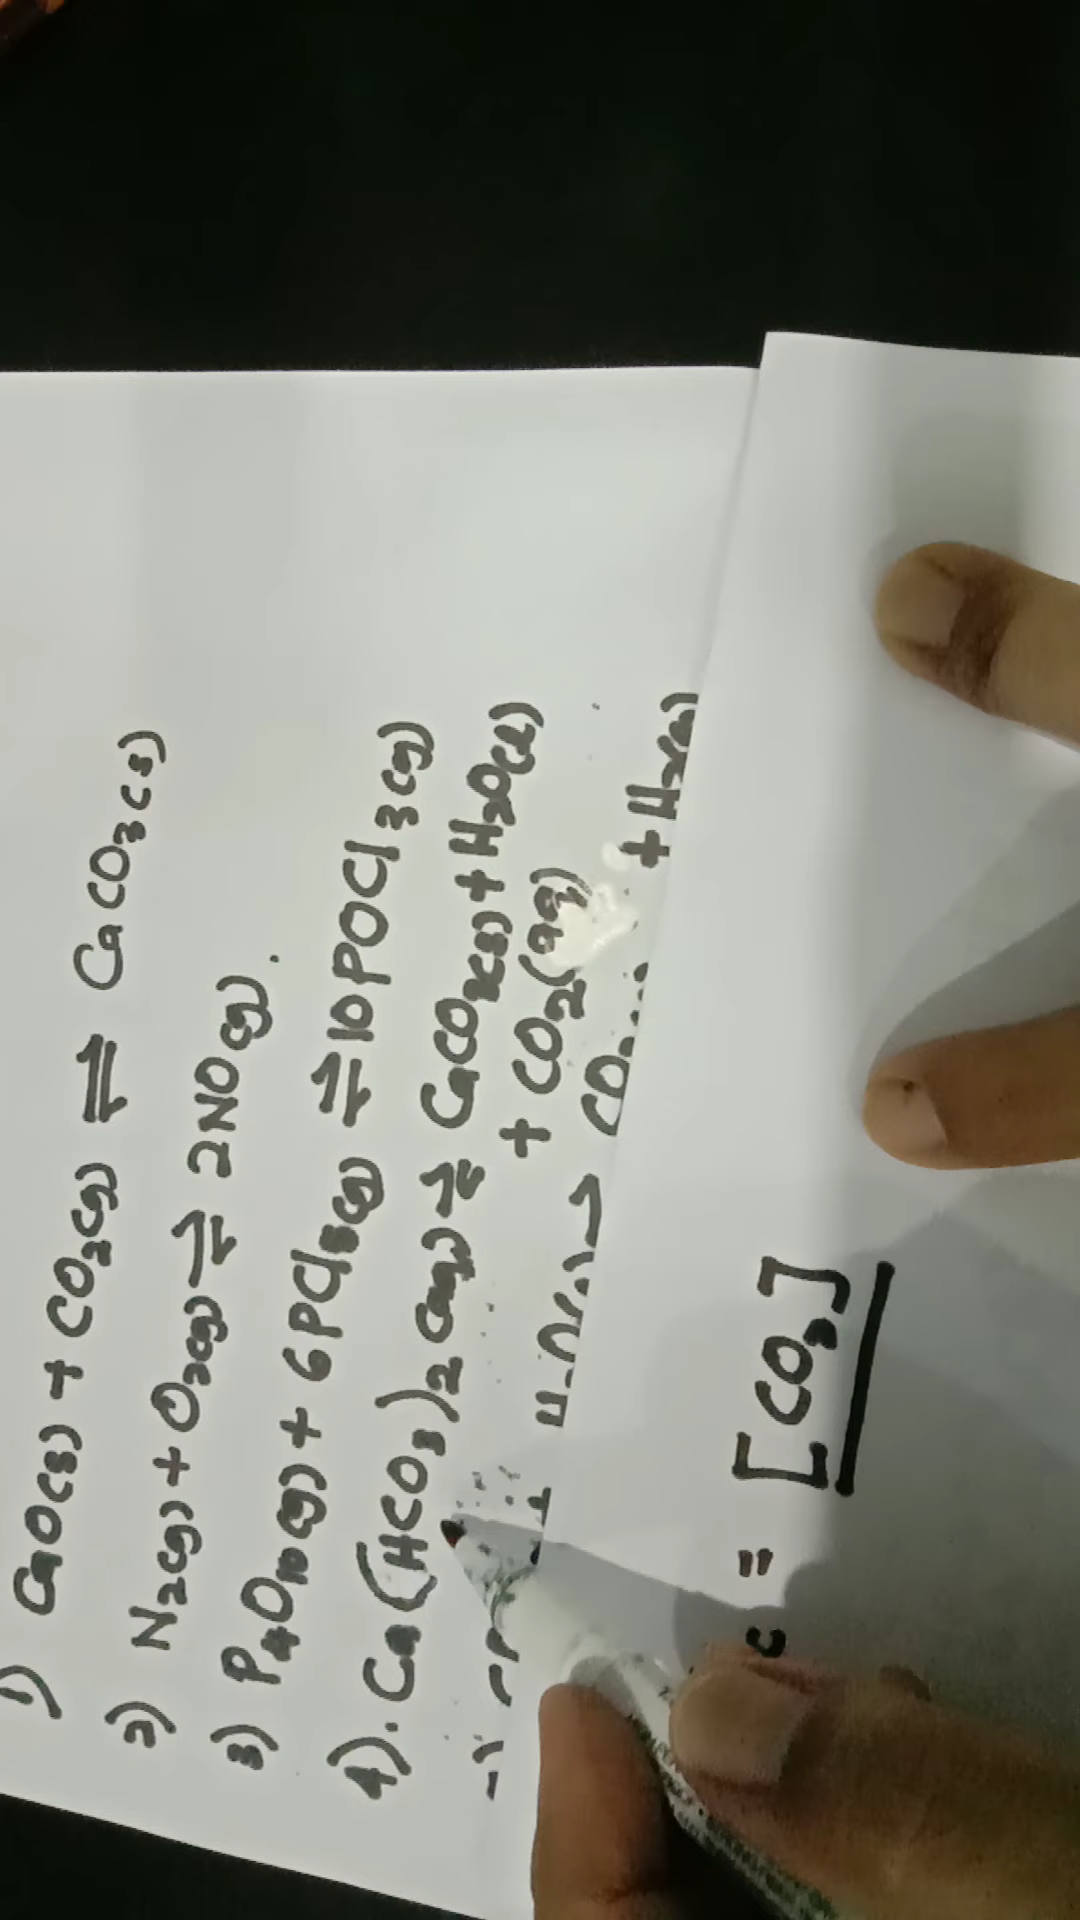 1) CaO(s) + CO₂(g) ⇌ CaCO₃(s)
2) N₂(g) + O₂(g) ⇌ 2NO(g).
3) P₄O₁₀(g) + 6PCl₅(g) ⇌ 10POCl₃(g)
4). Ca(HCO₃)₂(aq) ⇌ CaCO₃(s) + H₂O(l)
+ CO₂(aq)
+ H₂(g)
c = [CO₂]